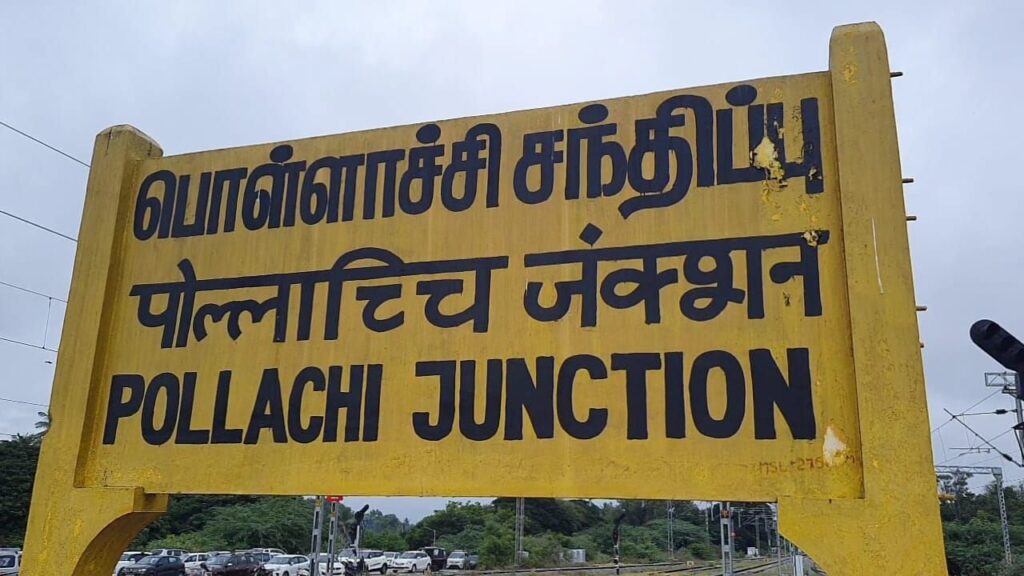 பொள்ளாச்சி சந்திப்பு
पोल्लाच्चि जंक्शन
POLLACHI JUNCTION